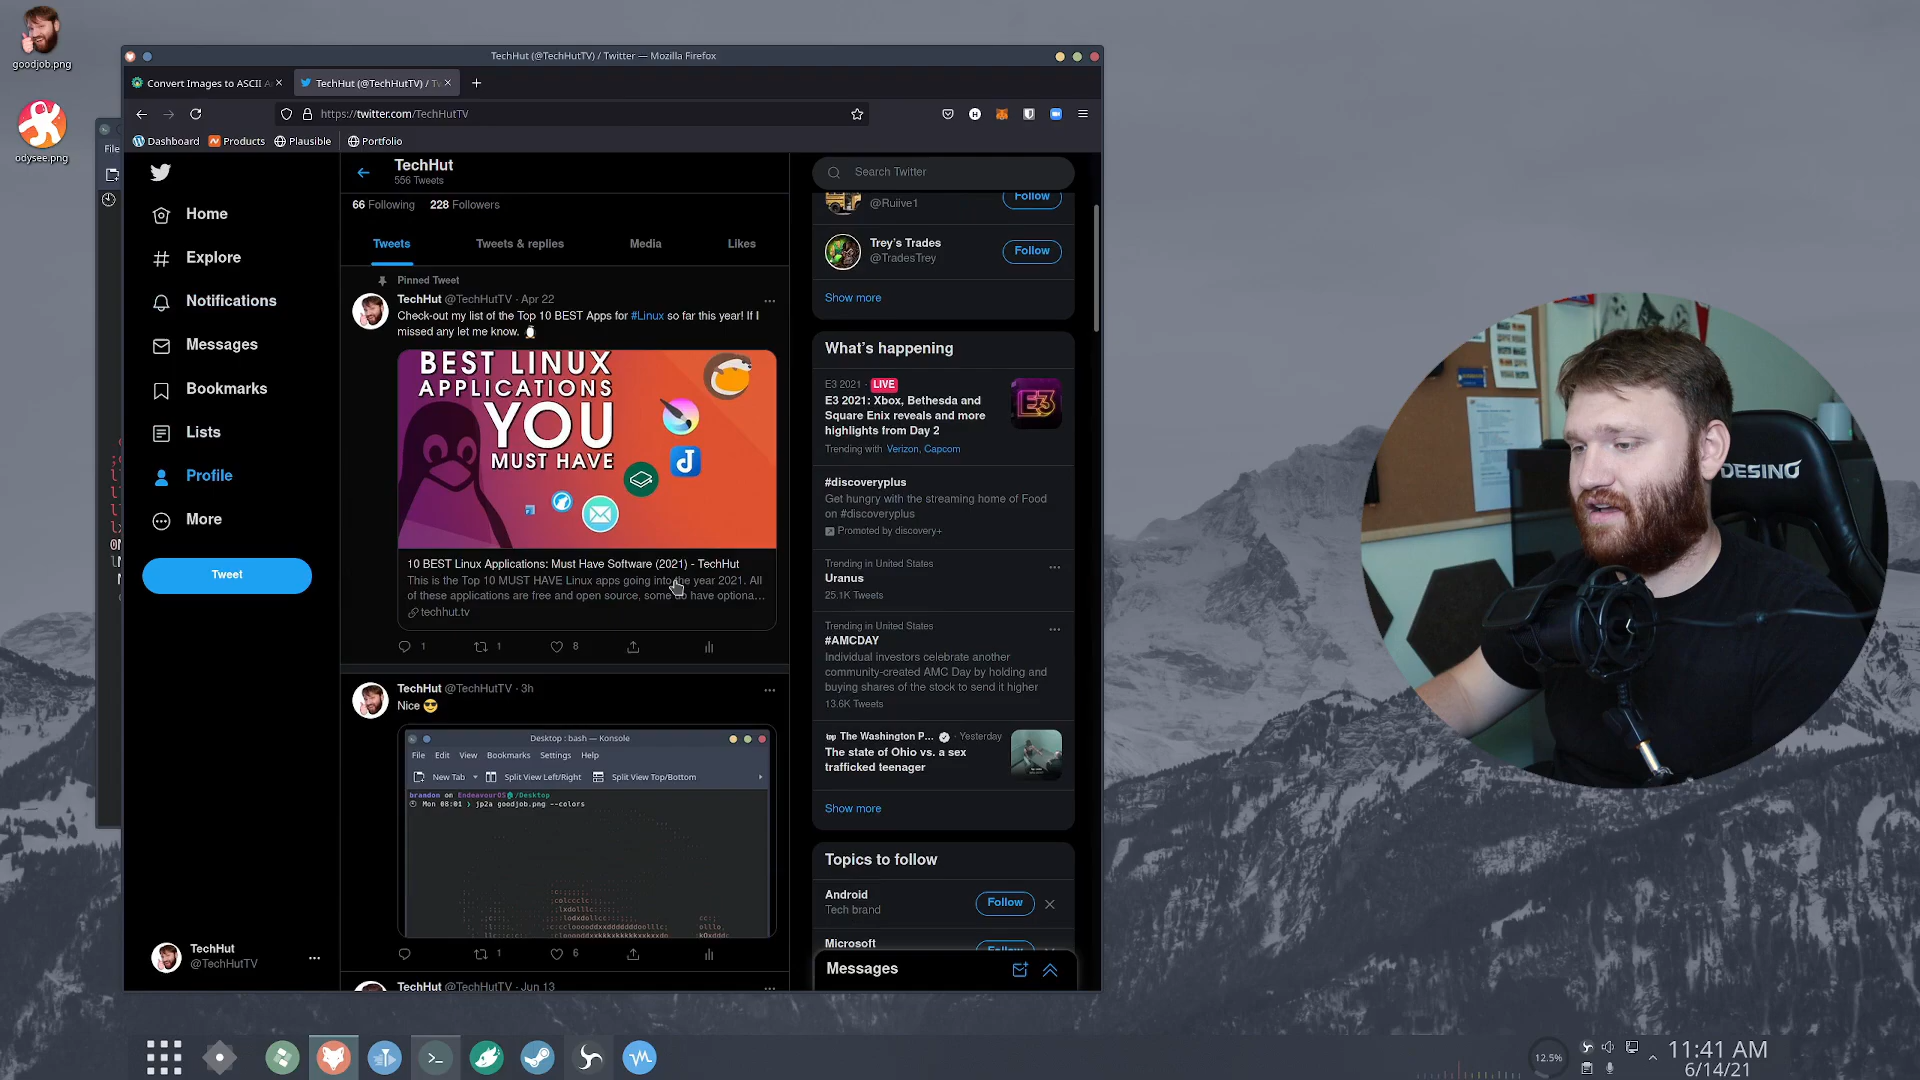 goodjob.png
odysee.png
TechHut (@TechHutTV) / Twitter — Mozilla Firefox
Convert Images to ASCII A
TechHut (@TechHutTV) / Tw
https://twitter.com/TechHutTV
Dashboard
Products
Plausible
Portfolio
File
Home
Explore
Notifications
Messages
Bookmarks
Lists
Profile
More
Tweet
TechHut
@TechHutTV
TechHut
556 Tweets
66 Following 228 Followers
Tweets
Tweets & replies
Media
Likes
Pinned Tweet
TechHut @TechHutTV · Apr 22
Check-out my list of the Top 10 BEST Apps for #Linux so far this year! If I
missed any let me know.
BEST LINUX
APPLICATIONS
YOU
MUST HAVE
10 BEST Linux Applications: Must Have Software (2021) - TechHut
This is the Top 10 MUST HAVE Linux apps going into the year 2021. All
of these applications are free and open source, some do have optiona...
techhut.tv
1
1
8
TechHut @TechHutTV · 3h
Nice 😎
Desktop : bash — Konsole
File Edit View Bookmarks Settings Help
New Tab Split View Left/Right Split View Top/Bottom
brandon on EndeavourOS /Desktop
Mon 08:01 ❯ jp2a goodjob.png --colors
1
6
TechHut @TechHutTV · Jun 13
Search Twitter
@Ruiive1
Follow
Trey's Trades
@TradesTrey
Follow
Show more
What's happening
E3 2021 · LIVE
E3 2021: Xbox, Bethesda and
Square Enix reveals and more
highlights from Day 2
Trending with Verizon, Capcom
E3
#discoveryplus
Get hungry with the streaming home of Food
on #discoveryplus
Promoted by discovery+
Trending in United States
Uranus
25.1K Tweets
Trending in United States
#AMCDAY
Individual investors celebrate another
community-created AMC Day by holding and
buying shares of the stock to send it higher
13.6K Tweets
The Washington P... · Yesterday
The state of Ohio vs. a sex
trafficked teenager
Show more
Topics to follow
Android
Tech brand
Follow
Microsoft
Follow
Messages
DESINO
12.5%
11:41 AM
6/14/21